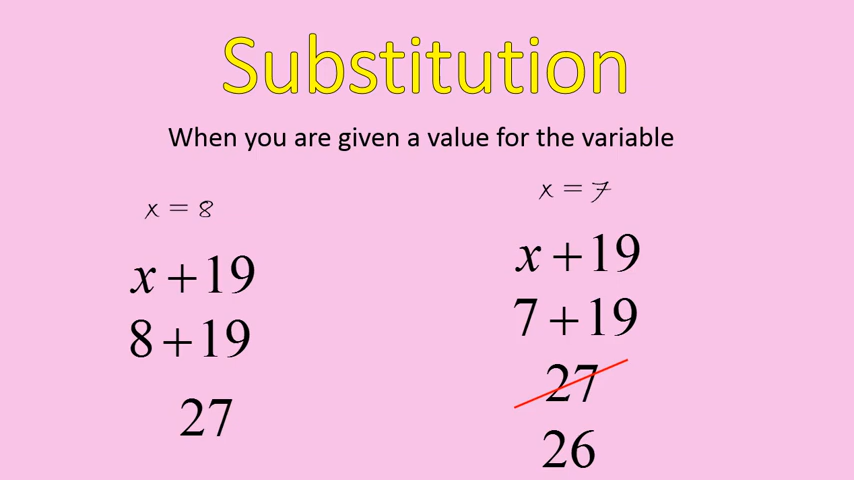 Substitution
When you are given a value for the variable
x = 8
x + 19
8 + 19
27
x = 7
x + 19
7 + 19
27
26